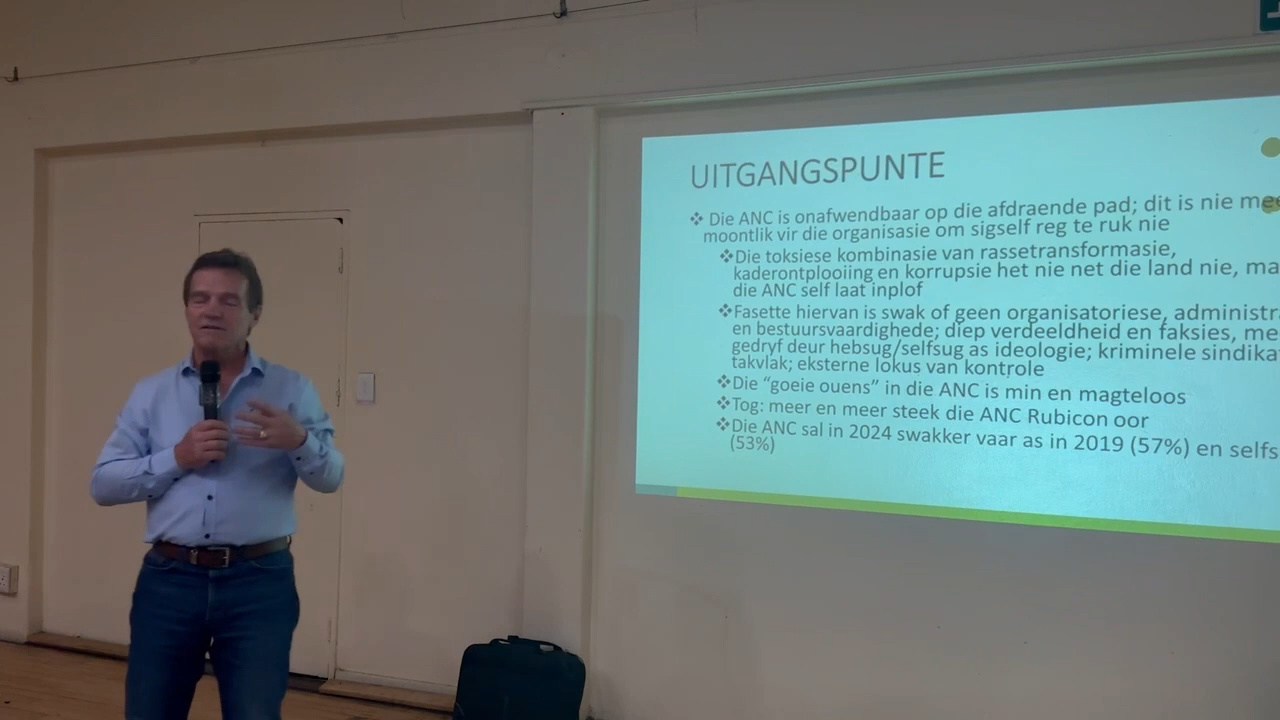 UITGANGSPUNTE
❖ Die ANC is onafwendbaar op die afdraende pad; dit is nie
moontlik vir die organisasie om sigself reg te ruk nie
❖Die toksiese kombinasie van rassetransformasie,
kaderontplooiing en korrupsie het nie net die land nie,
die ANC self laat inplof
❖Fasette hiervan is swak of geen organisatoriese,
en bestuursvaardighede; diep verdeeldheid en faksies,
gedryf deur hebsug/selfsug as ideologie; kriminele
takvlak; eksterne lokus van kontrole
❖Die “goeie ouens” in die ANC is min en magteloos
❖Tog: meer en meer steek die ANC Rubicon oor
❖Die ANC sal in 2024 swakker vaar as in 2019 (57%) en selfs
(53%)